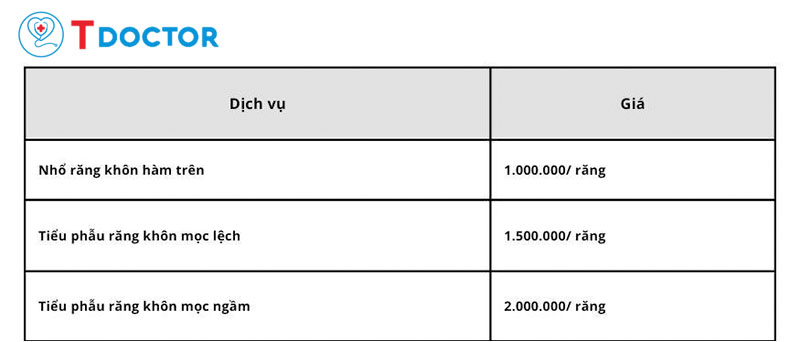 TDOCTOR
Dịch vụ Giá
Nhổ răng khôn hàm trên 1.000.000/ răng
Tiểu phẫu răng khôn mọc lệch 1.500.000/ răng
Tiểu phẫu răng khôn mọc ngầm 2.000.000/ răng